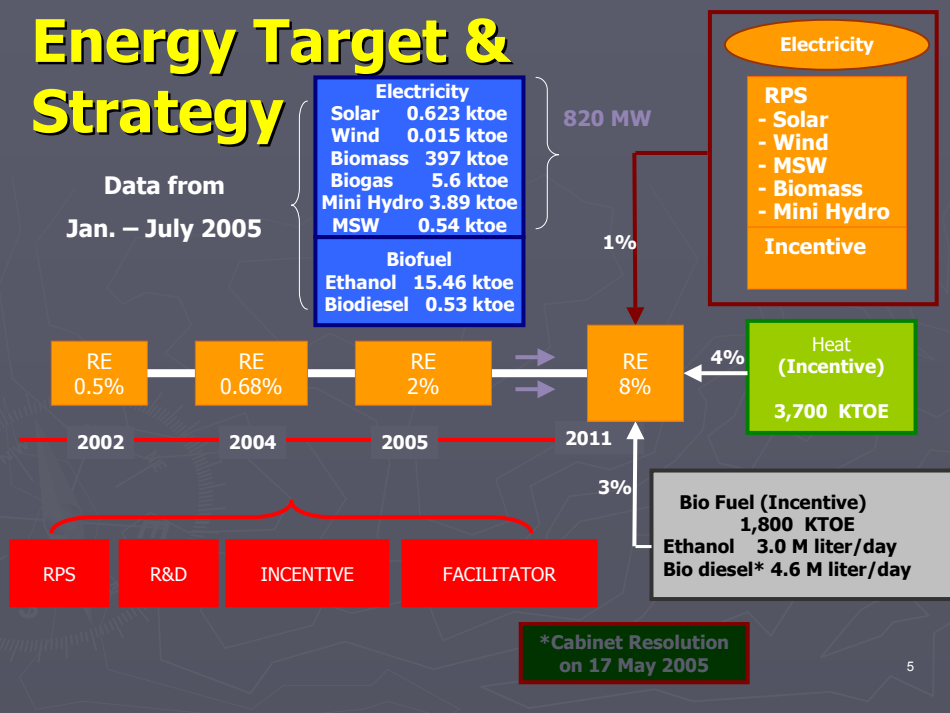 Energy Target &
Strategy
Data from
Jan. – July 2005
Electricity
Solar 0.623 ktoe
Wind 0.015 ktoe
Biomass 397 ktoe
Biogas 5.6 ktoe
Mini Hydro 3.89 ktoe
MSW 0.54 ktoe
Biofuel
Ethanol 15.46 ktoe
Biodiesel 0.53 ktoe
820 MW
Electricity
RPS
- Solar
- Wind
- MSW
- Biomass
- Mini Hydro
Incentive
1%
RE
0.5%
RE
0.68%
RE
2%
RE
8%
4%
Heat
(Incentive)
3,700 KTOE
2002
2004
2005
2011
3%
Bio Fuel (Incentive)
1,800 KTOE
Ethanol 3.0 M liter/day
Bio diesel* 4.6 M liter/day
RPS
R&D
INCENTIVE
FACILITATOR
*Cabinet Resolution
on 17 May 2005
5